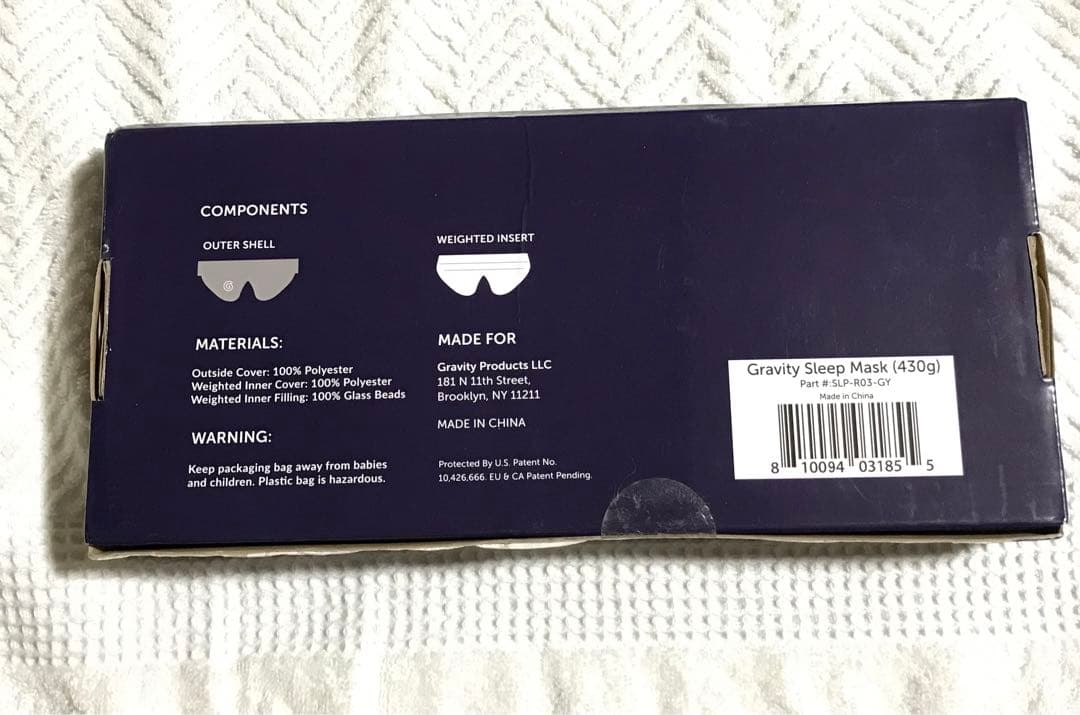 COMPONENTS
OUTER SHELL
WEIGHTED INSERT
MATERIALS:
Outside Cover: 100% Polyester
Weighted Inner Cover: 100% Polyester
Weighted Inner Filling: 100% Glass Beads
WARNING:
Keep packaging bag away from babies
and children. Plastic bag is hazardous.
MADE FOR
Gravity Products LLC
181 N 11th Street,
Brooklyn, NY 11211
MADE IN CHINA
Protected By U.S. Patent No.
10,426,666. EU & CA Patent Pending.
Gravity Sleep Mask (430g)
Part #:SLP-R03-GY
Made in China
8 10094 03185 5